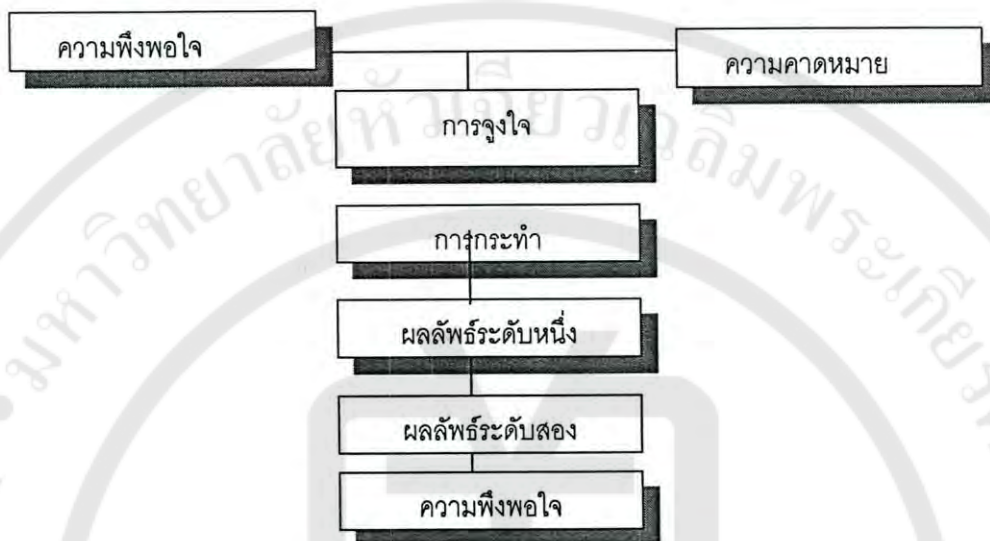 ความพึงพอใจ
ความคาดหมาย
การจูงใจ
การกระทำ
ผลลัพธ์ระดับหนึ่ง
ผลลัพธ์ระดับสอง
ความพึงพอใจ